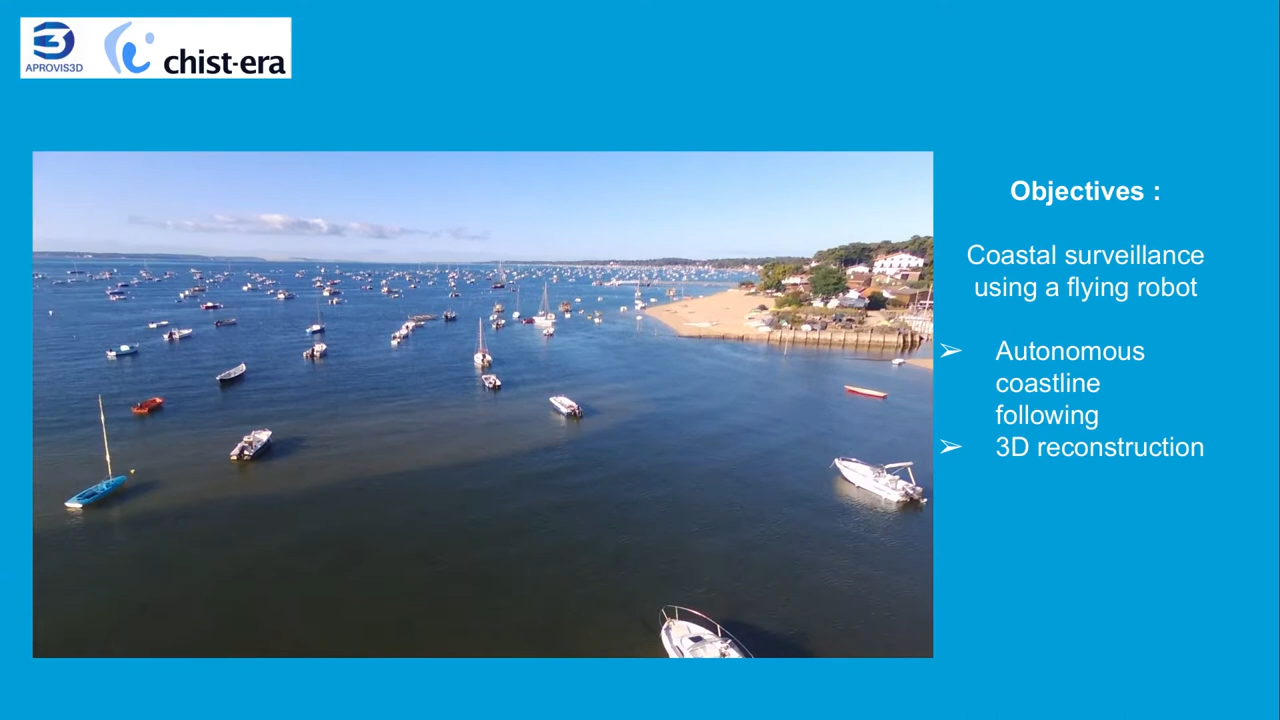 APROVIS3D
chist-era
Objectives :
Coastal surveillance
using a flying robot
➢ Autonomous
coastline
following
➢ 3D reconstruction